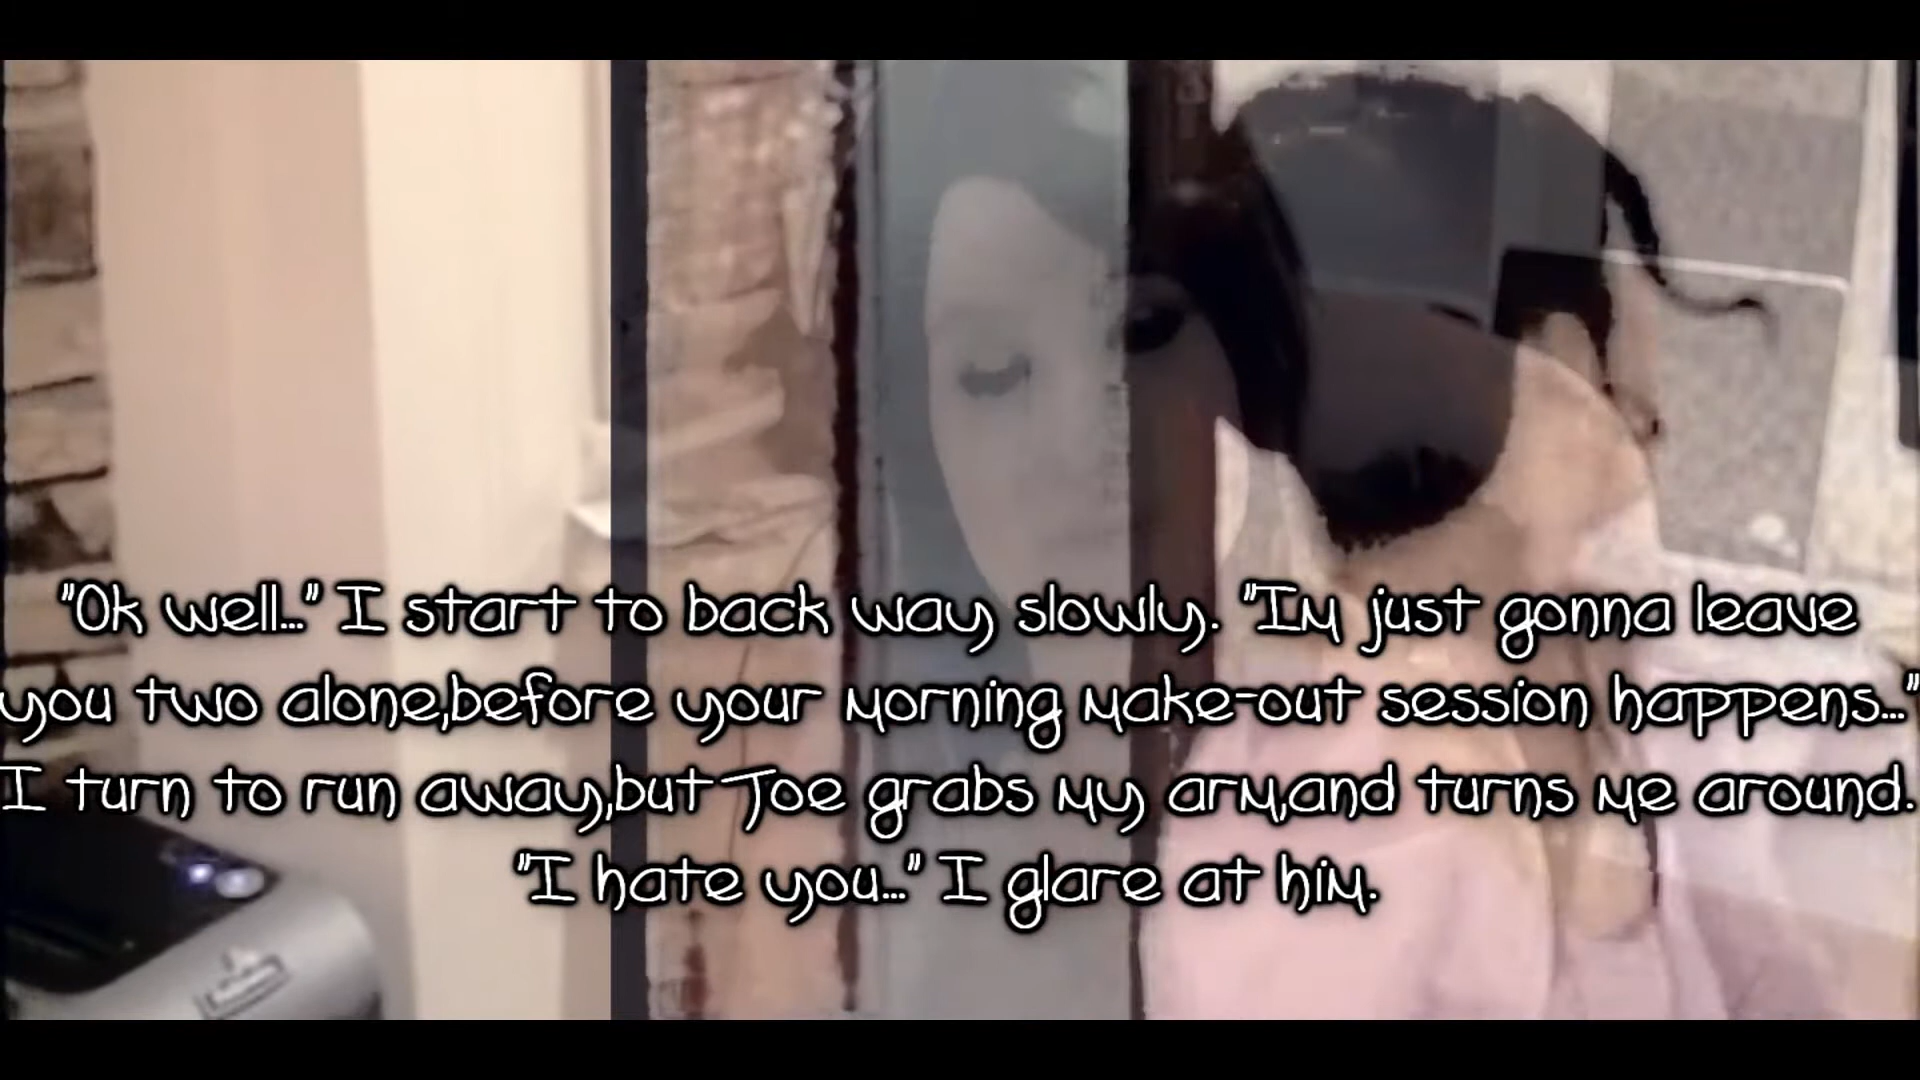 "Ok well..." I start to back way slowly. "Im just gonna leave
you two alone,before your morning make-out session happens..."
I turn to run away,but Joe grabs my arm,and turns me around.
"I hate you..." I glare at him.